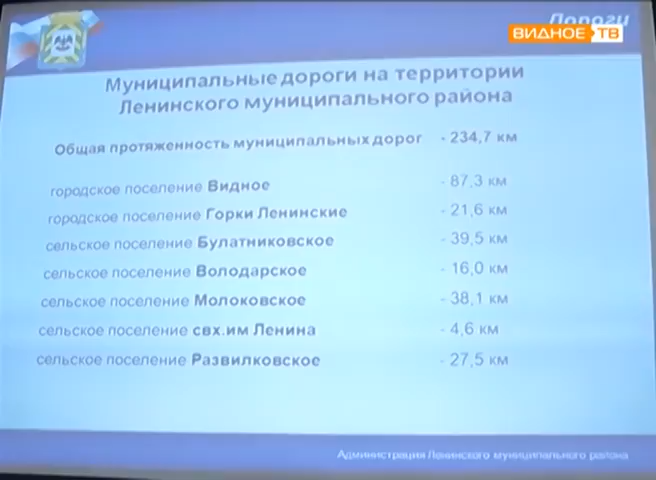 Дороги
ВИДНОЕ ТВ
Муниципальные дороги на территории
Ленинского муниципального района
Общая протяженность муниципальных дорог - 234,7 км
городское поселение Видное - 87,3 км
городское поселение Горки Ленинские - 21,6 км
сельское поселение Булатниковское - 39,5 км
сельское поселение Володарское - 16,0 км
сельское поселение Молоковское - 38,1 км
сельское поселение свх.им Ленина - 4,6 км
сельское поселение Развилковское - 27,5 км
Администрация Ленинского муниципального района